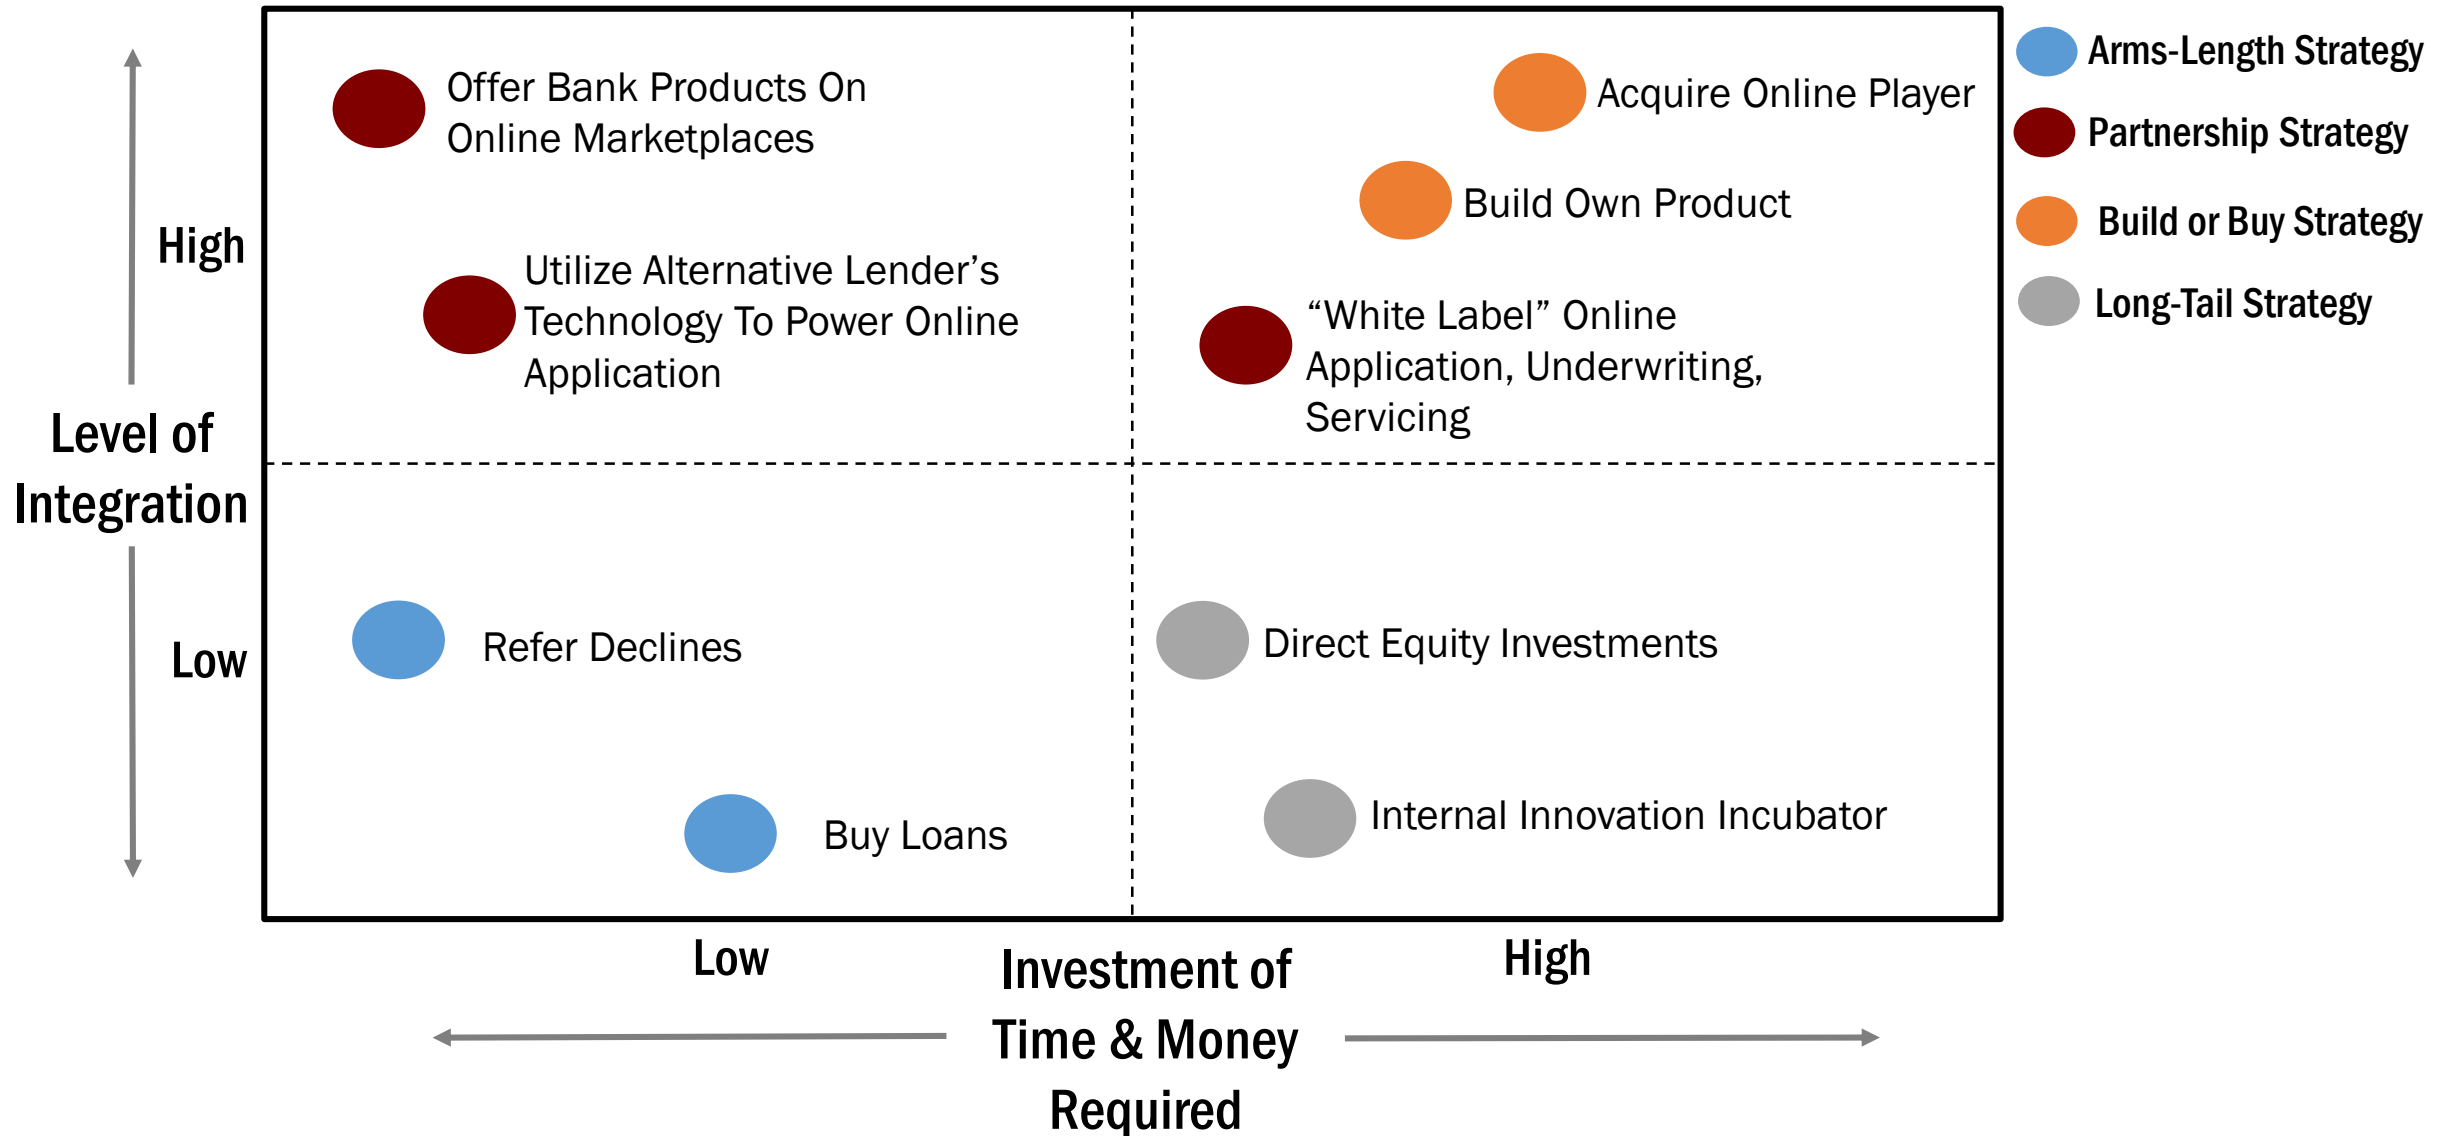 Offer Bank Products On
Online Marketplaces
Acquire Online Player
Build Own Product
Utilize Alternative Lender’s
Technology To Power Online
Application
“White Label” Online
Application, Underwriting,
Servicing
Refer Declines
Direct Equity Investments
Buy Loans
Internal Innovation Incubator
High
Level of
Integration
Low
Low
High
Investment of
Time & Money
Required
Arms-Length Strategy
Partnership Strategy
Build or Buy Strategy
Long-Tail Strategy